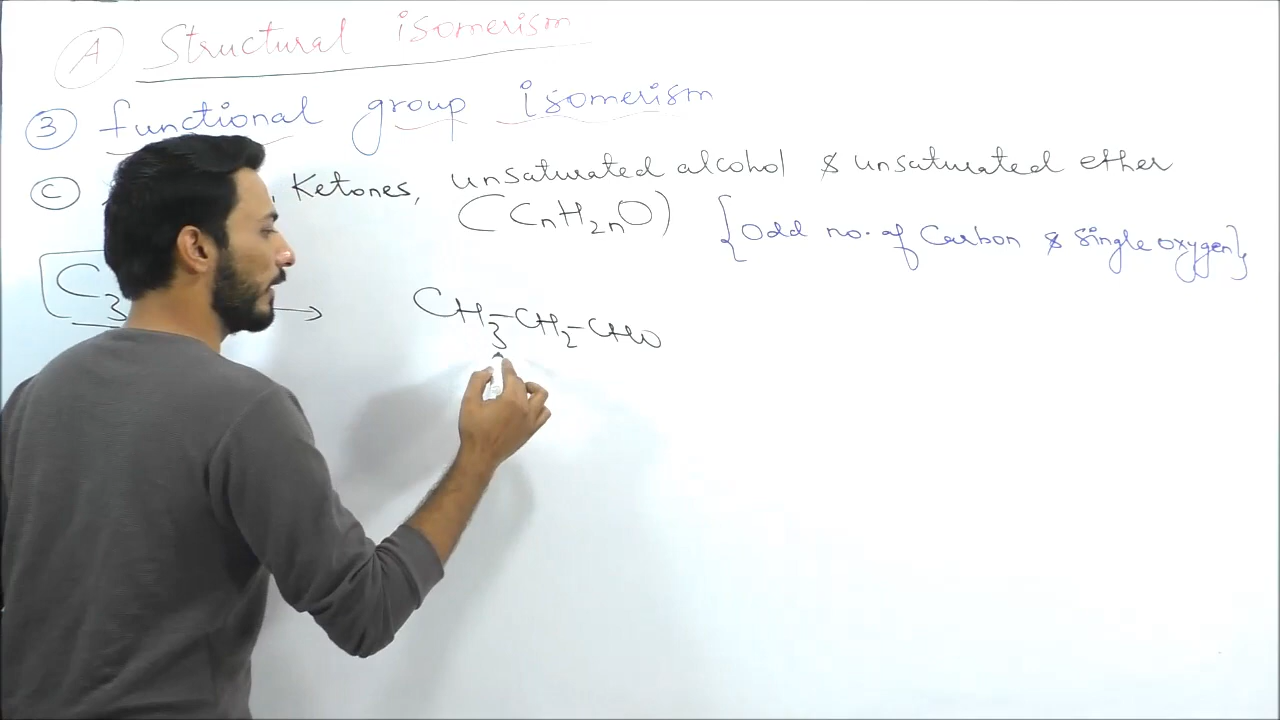 A Structural isomerism
3 functional group isomerism
C , Ketones, unsaturated alcohol & unsaturated ether
(CnH2nO) {Odd no. of Carbon & single oxygen},
C3 → CH3-CH2-CHO